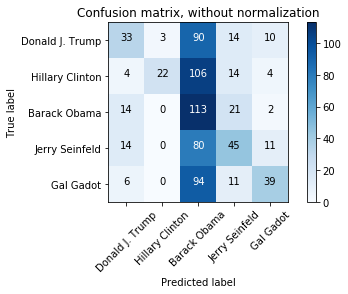 Confusion matrix, without normalization
True label
Donald J. Trump 33 3 90 14 10
Hillary Clinton 4 22 106 14 4
Barack Obama 14 0 113 21 2
Jerry Seinfeld 14 0 80 45 11
Gal Gadot 6 0 94 11 39
Donald J. Trump Hillary Clinton Barack Obama Jerry Seinfeld Gal Gadot
Predicted label
100
80
60
40
20
0